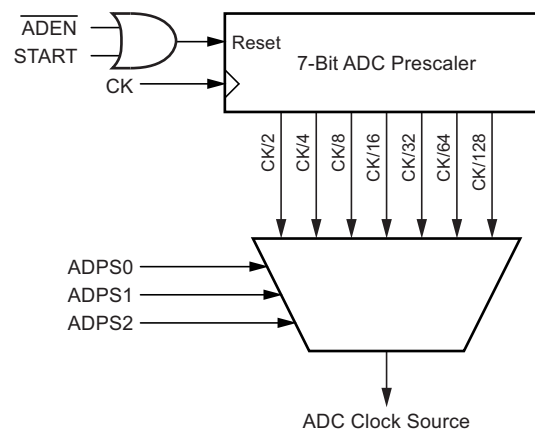 ADEN
START
Reset
7-Bit ADC Prescaler
CK
CK/2
CK/4
CK/8
CK/16
CK/32
CK/64
CK/128
ADPS0
ADPS1
ADPS2
ADC Clock Source